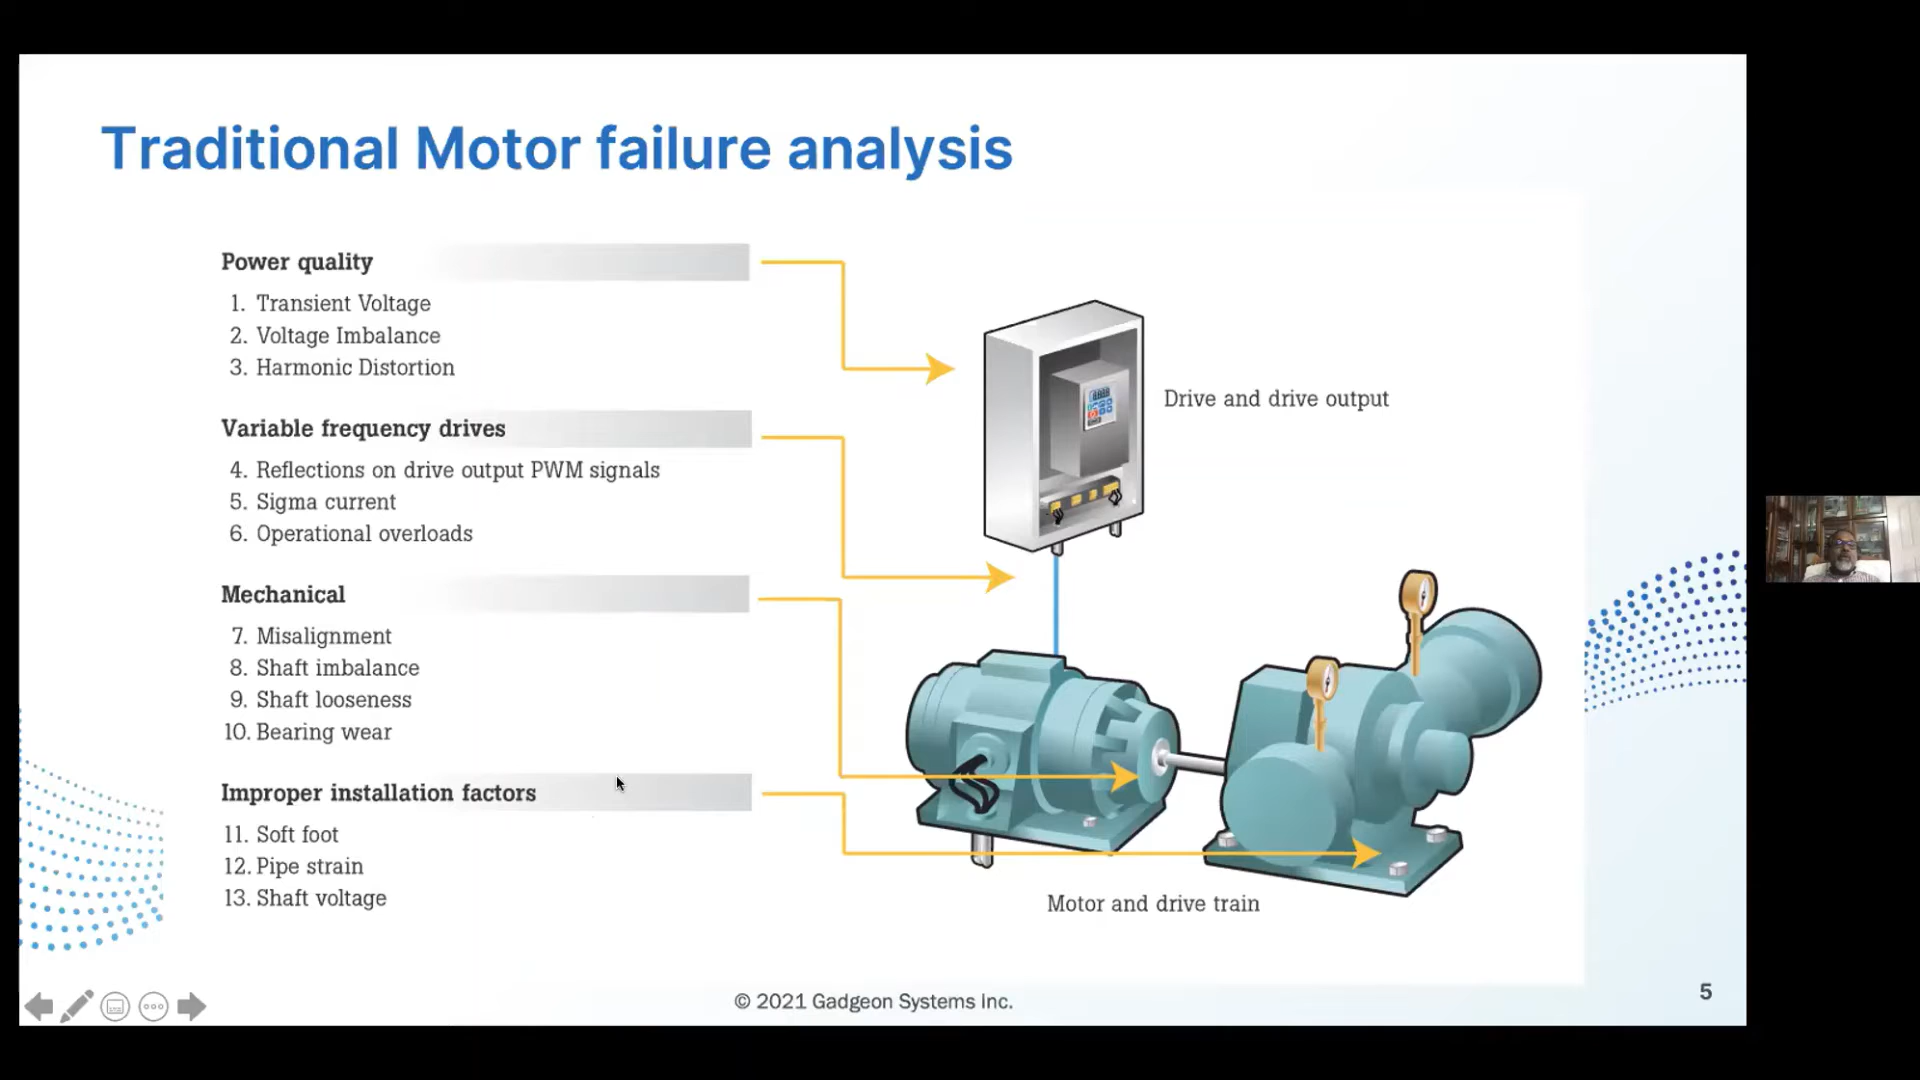 Traditional Motor failure analysis
Power quality
1. Transient Voltage
2. Voltage Imbalance
3. Harmonic Distortion
Variable frequency drives
4. Reflections on drive output PWM signals
5. Sigma current
6. Operational overloads
Mechanical
7. Misalignment
8. Shaft imbalance
9. Shaft looseness
10. Bearing wear
Improper installation factors
11. Soft foot
12. Pipe strain
13. Shaft voltage
Drive and drive output
Motor and drive train
© 2021 Gadgeon Systems Inc.
5